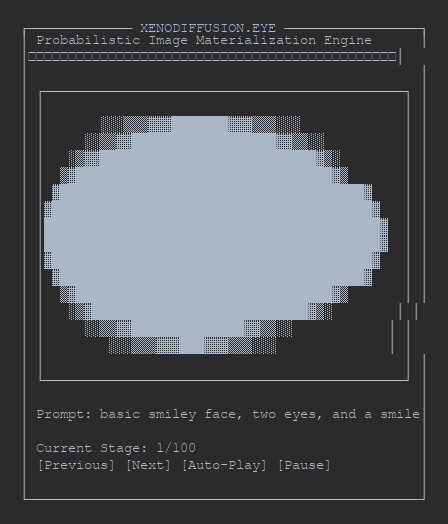 XENODIFFUSION.EYE
Probabilistic Image Materialization Engine
Prompt: basic smiley face, two eyes, and a smile
Current Stage: 1/100
[Previous] [Next] [Auto-Play] [Pause]